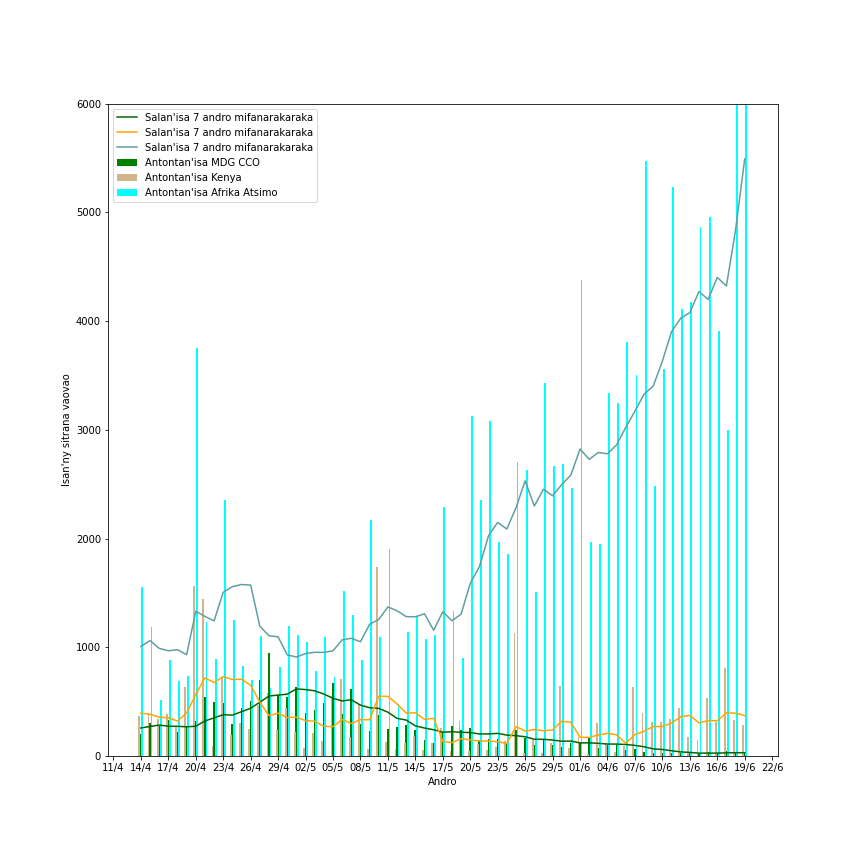 6000
5000
4000
3000
2000
1000
0
Isan'ny sitrana vaovao
Salan'isa 7 andro mifanarakaraka
Salan'isa 7 andro mifanarakaraka
Salan'isa 7 andro mifanarakaraka
Antontan'isa MDG CCO
Antontan'isa Kenya
Antontan'isa Afrika Atsimo
11/4 14/4 17/4 20/4 23/4 26/4 29/4 02/5 05/5 08/5 11/5 14/5 17/5 20/5 23/5 26/5 29/5 01/6 04/6 07/6 10/6 13/6 16/6 19/6 22/6
Andro